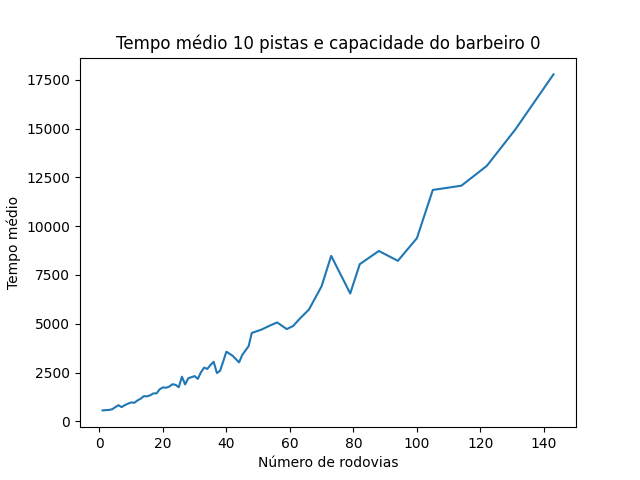 Tempo médio 10 pistas e capacidade do barbeiro 0
17500
15000
12500
10000
7500
5000
2500
0
Tempo médio
0 20 40 60 80 100 120 140
Número de rodovias